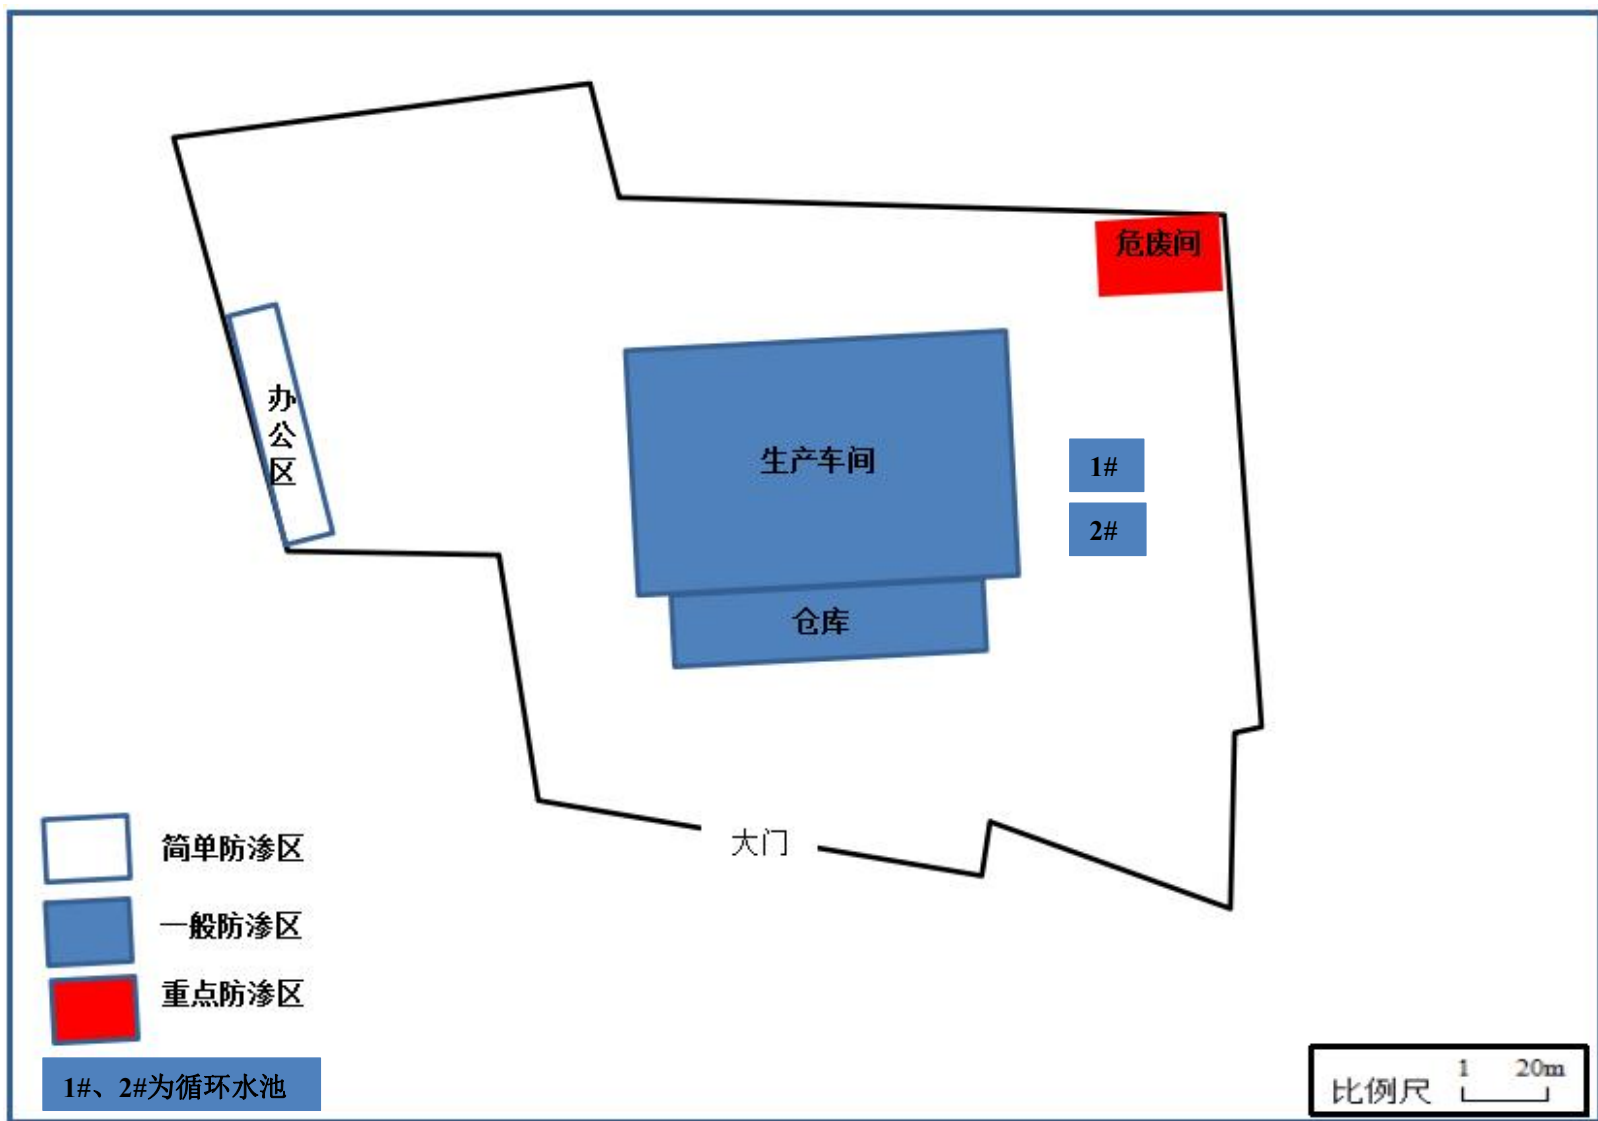 危废间
办
公
区
生产车间
1#
2#
仓库
大门
简单防渗区
一般防渗区
重点防渗区
1#、2#为循环水池
1 20m
比例尺